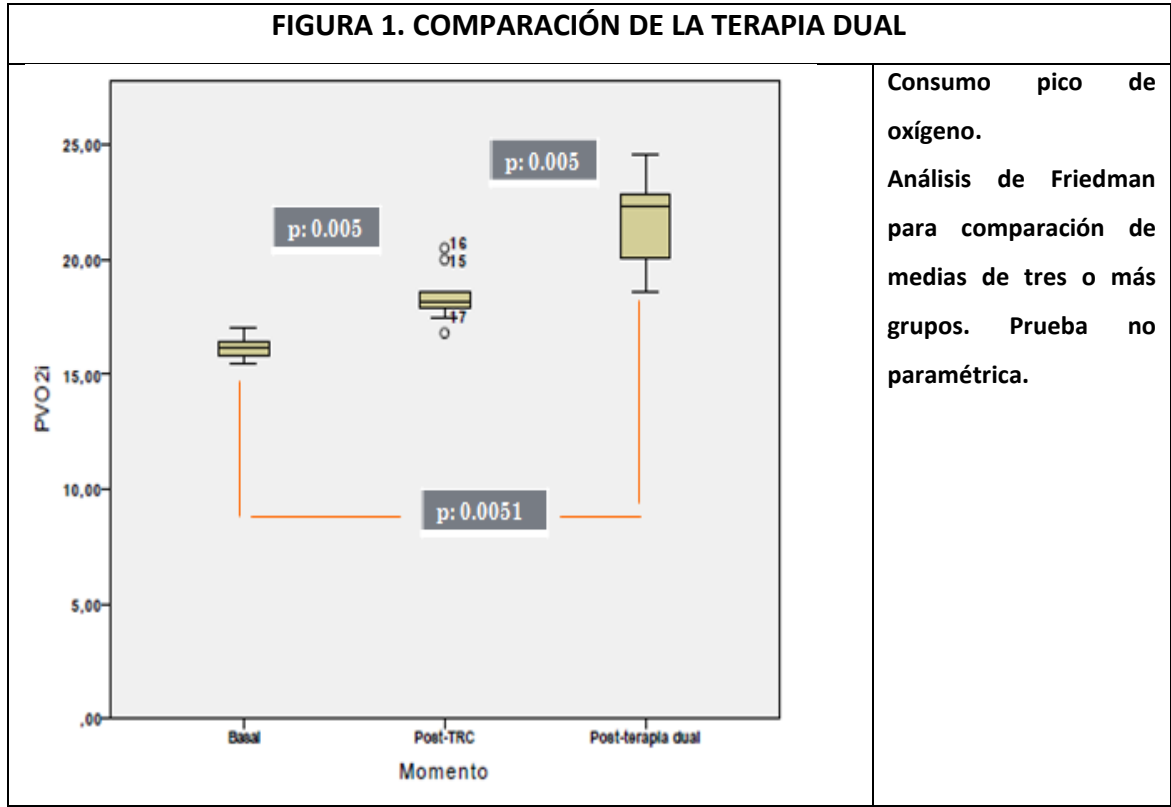 FIGURA 1. COMPARACIÓN DE LA TERAPIA DUAL
25,00
20,00
15,00
10,00
5,00
,00
PVO2i
p: 0.005
p: 0.005
p: 0.0051
16
15
17
Basal
Post-TRC
Post-terapia dual
Momento
Consumo pico de
oxígeno.
Análisis de Friedman
para comparación de
medias de tres o más
grupos. Prueba no
paramétrica.